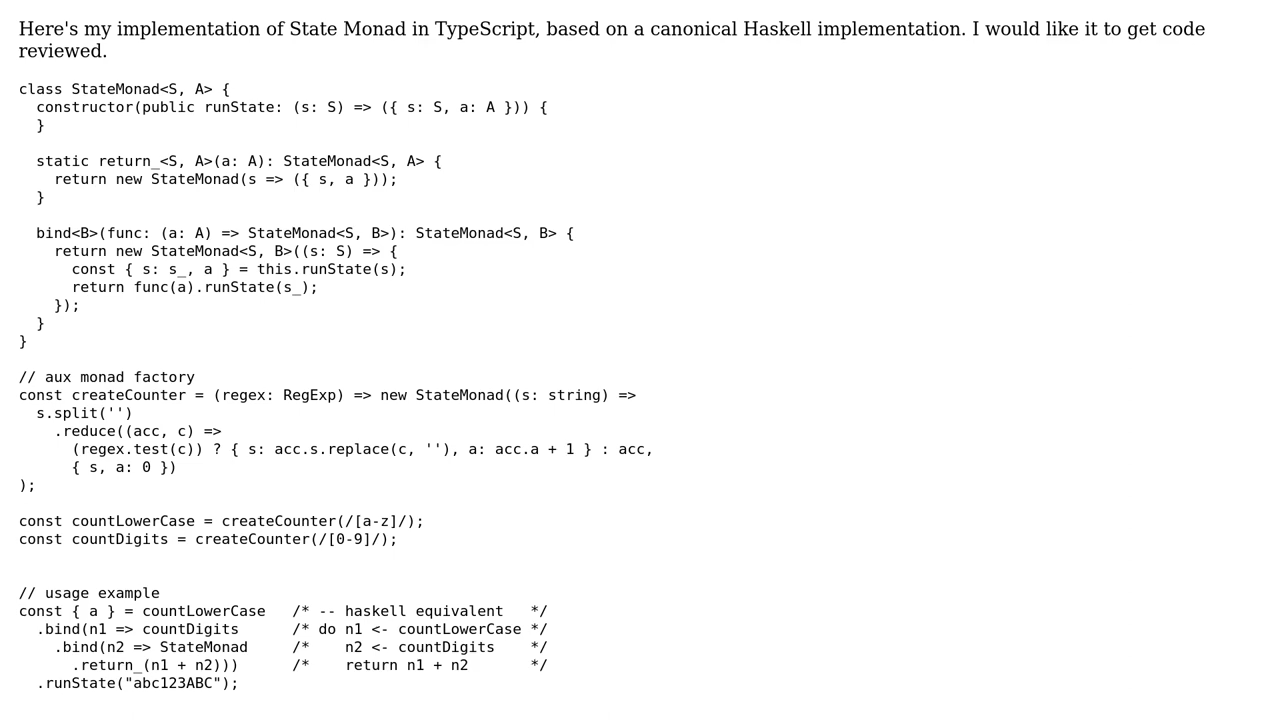 Here's my implementation of State Monad in TypeScript, based on a canonical Haskell implementation. I would like it to get code
reviewed.
class StateMonad<S, A> {
  constructor(public runState: (s: S) => ({ s: S, a: A })) {
  }

  static return_<S, A>(a: A): StateMonad<S, A> {
    return new StateMonad(s => ({ s, a }));
  }

  bind<B>(func: (a: A) => StateMonad<S, B>): StateMonad<S, B> {
    return new StateMonad<S, B>((s: S) => {
      const { s: s_, a } = this.runState(s);
      return func(a).runState(s_);
    });
  }
}

// aux monad factory
const createCounter = (regex: RegExp) => new StateMonad((s: string) =>
  s.split('')
    .reduce((acc, c) =>
      (regex.test(c)) ? { s: acc.s.replace(c, ''), a: acc.a + 1 } : acc,
      { s, a: 0 })
);

const countLowerCase = createCounter(/[a-z]/);
const countDigits = createCounter(/[0-9]/);


// usage example
const { a } = countLowerCase   /* -- haskell equivalent   */
  .bind(n1 => countDigits      /* do n1 <- countLowerCase */
    .bind(n2 => StateMonad     /*    n2 <- countDigits    */
      .return_(n1 + n2)))      /*    return n1 + n2       */
  .runState("abc123ABC");